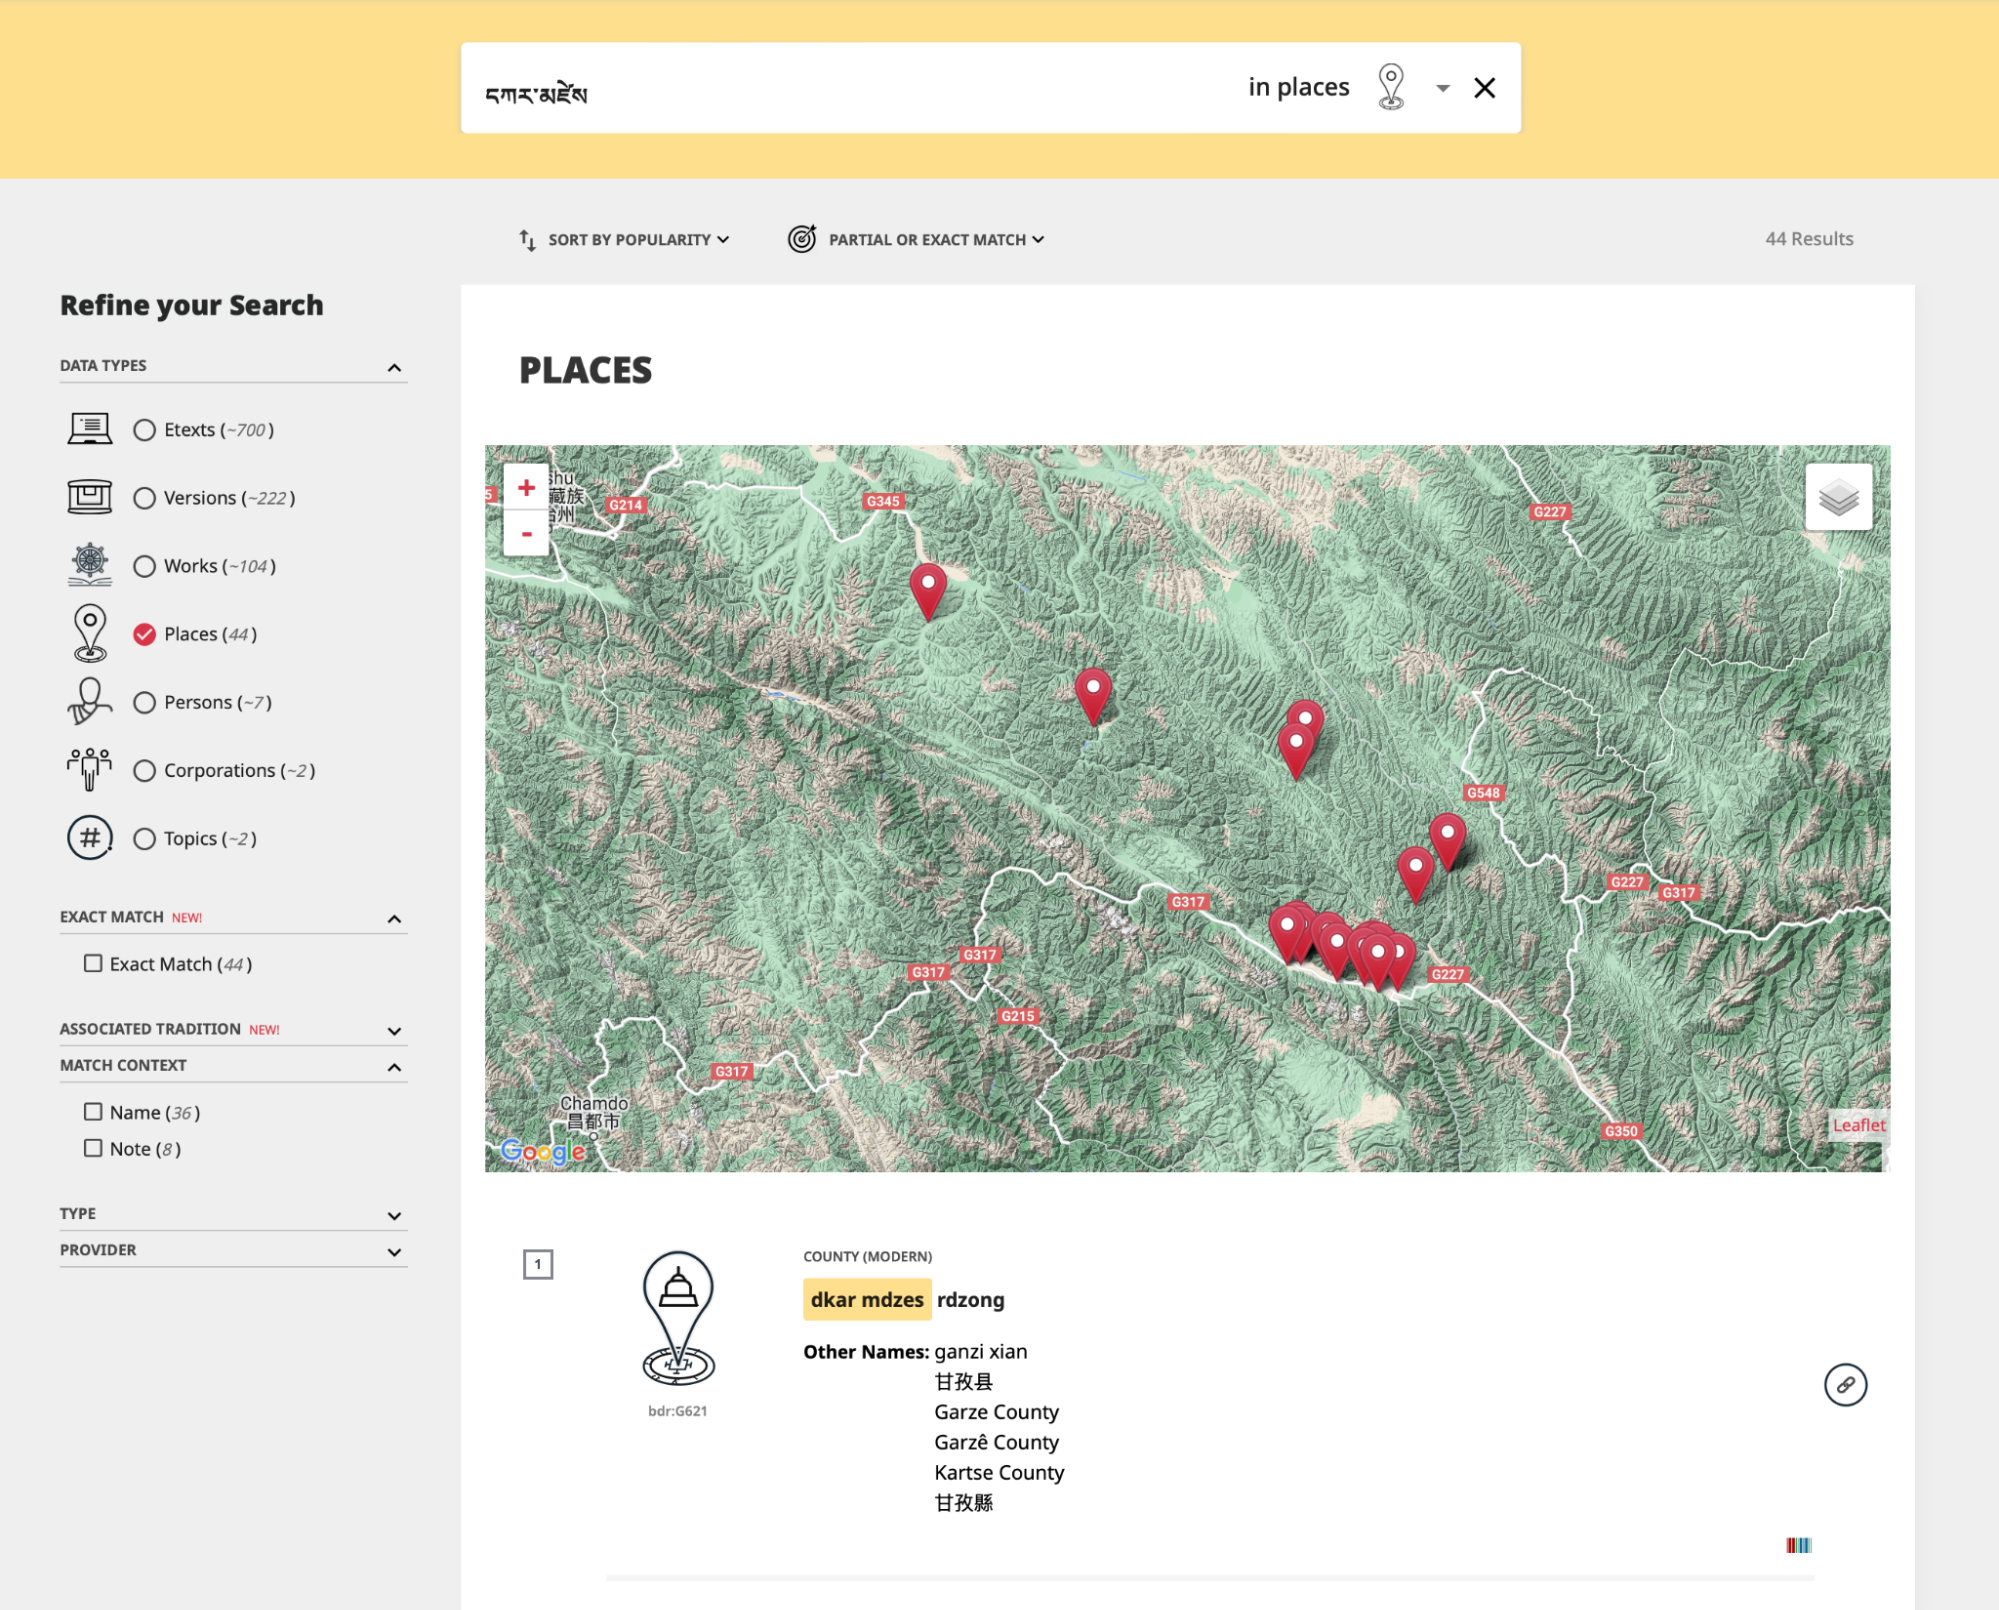 དཀར་མཛེས
in places
SORT BY POPULARITY
PARTIAL OR EXACT MATCH
44 Results
Refine your Search
DATA TYPES
Etexts (~700)
Versions (~222)
Works (~104)
Places (44)
Persons (~7)
Corporations (~2)
Topics (~2)
EXACT MATCH NEW!
Exact Match (44)
ASSOCIATED TRADITION NEW!
MATCH CONTEXT
Name (36)
Note (8)
TYPE
PROVIDER
PLACES
+
-
shu
藏族
州
5
G214
G345
G227
G548
G227
G317
G317
G317
G317
G227
G215
G317
Chamdo
昌都市
G350
Google
Leaflet
1
bdr:G621
COUNTY (MODERN)
dkar mdzes rdzong
Other Names: ganzi xian
甘孜县
Garze County
Garzê County
Kartse County
甘孜縣